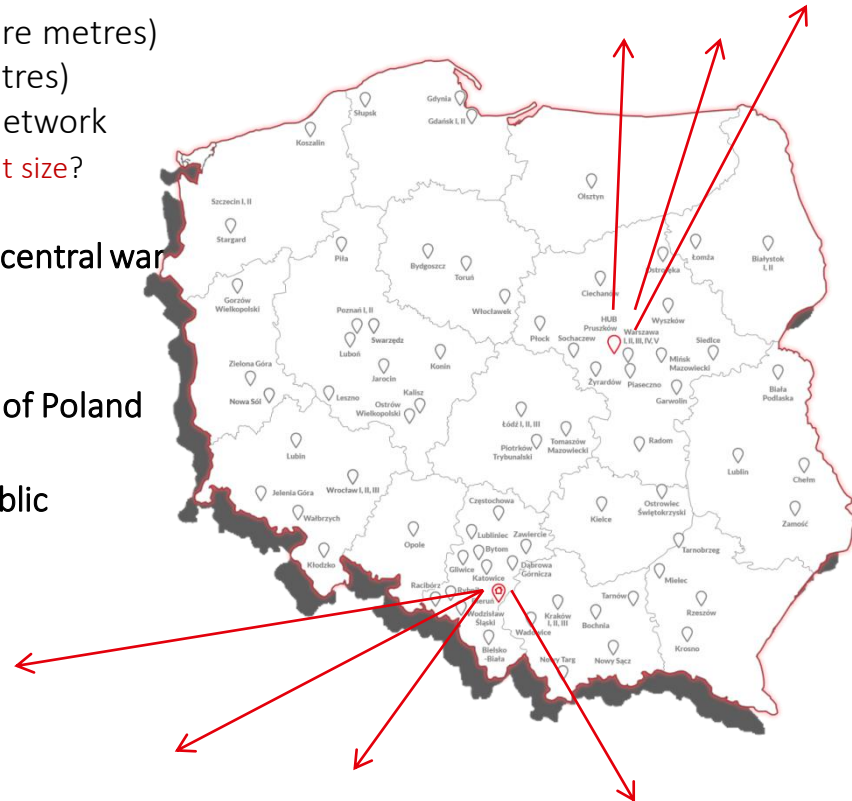 re metres)
tres)
etwork
t size?
central war
of Poland
blic
Słupsk
Gdynia
Gdańsk I, II
Koszalin
Olsztyn
Szczecin I, II
Stargard
Piła
Bydgoszcz
Toruń
Ostrołęka
Łomża
Białystok
I, II
Gorzów
Wielkopolski
Włocławek
Ciechanów
Wyszków
Poznań I, II
Swarzędz
Luboń
Płock
Sochaczew
HUB
Pruszków
Warszawa
I, II, III, IV, V
Siedlce
Mińsk
Mazowiecki
Konin
Zielona Góra
Nowa Sól
Jarocin
Leszno
Kalisz
Ostrów
Wielkopolski
Żyrardów
Piaseczno
Garwolin
Biała
Podlaska
Łódź I, II, III
Piotrków
Trybunalski
Tomaszów
Mazowiecki
Radom
Lubin
Lublin
Chełm
Jelenia Góra
Wrocław I, II, III
Wałbrzych
Częstochowa
Kielce
Ostrowiec
Świętokrzyski
Zamość
Kłodzko
Opole
Lubliniec
Zawiercie
Bytom
Gliwice
Dąbrowa
Górnicza
Katowice
Tarnobrzeg
Mielec
Racibórz
Bieruń
Wodzisław
Śląski
Kraków
I, II, III
Tarnów
Bochnia
Rzeszów
Wadowice
Bielsko
-Biała
Nowy Targ
Nowy Sącz
Krosno